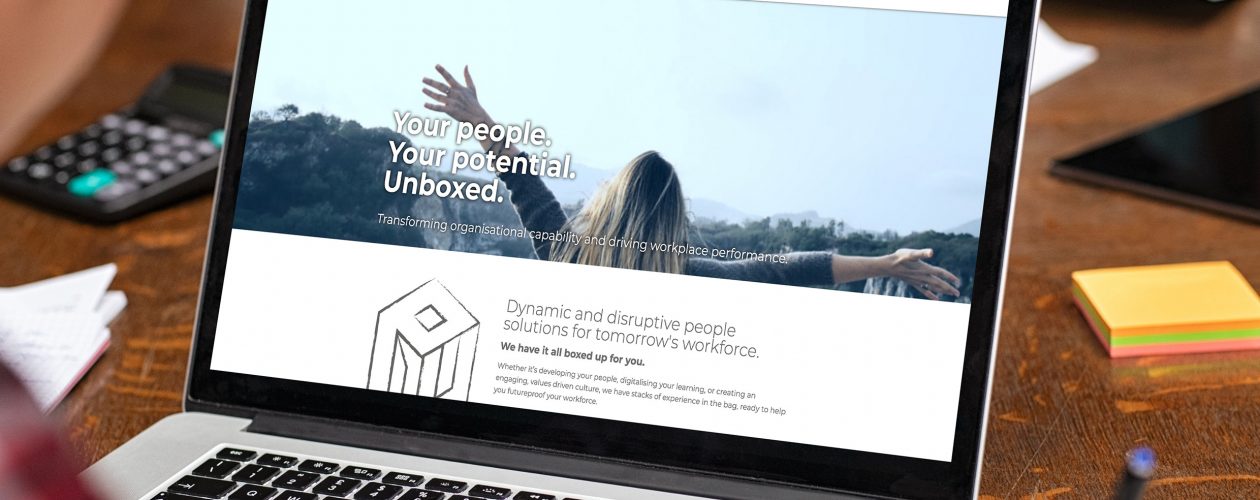 Your people.
Your potential.
Unboxed.
Transforming organisational capability and driving workplace performance.
Dynamic and disruptive people
solutions for tomorrow's workforce.
We have it all boxed up for you.
Whether it's developing your people, digitalising your learning, or creating an
engaging, values driven culture, we have stacks of experience in the bag, ready to help
you futureproof your workforce.
esc
Q W